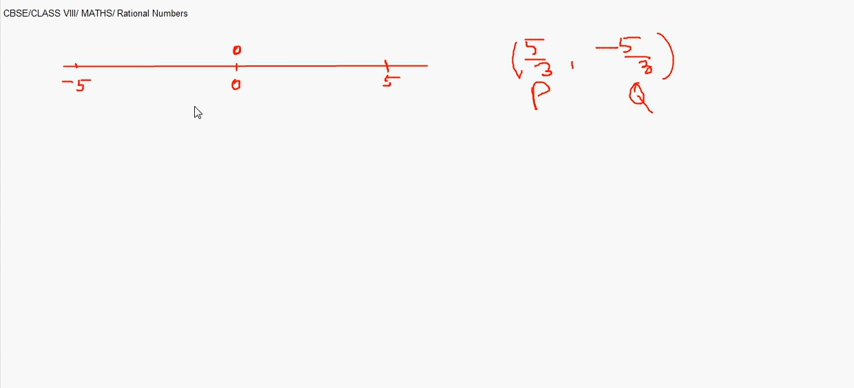 CBSE/CLASS VIII/ MATHS/ Rational Numbers
0
-5 0 5
(5/3, -5/3)
P Q